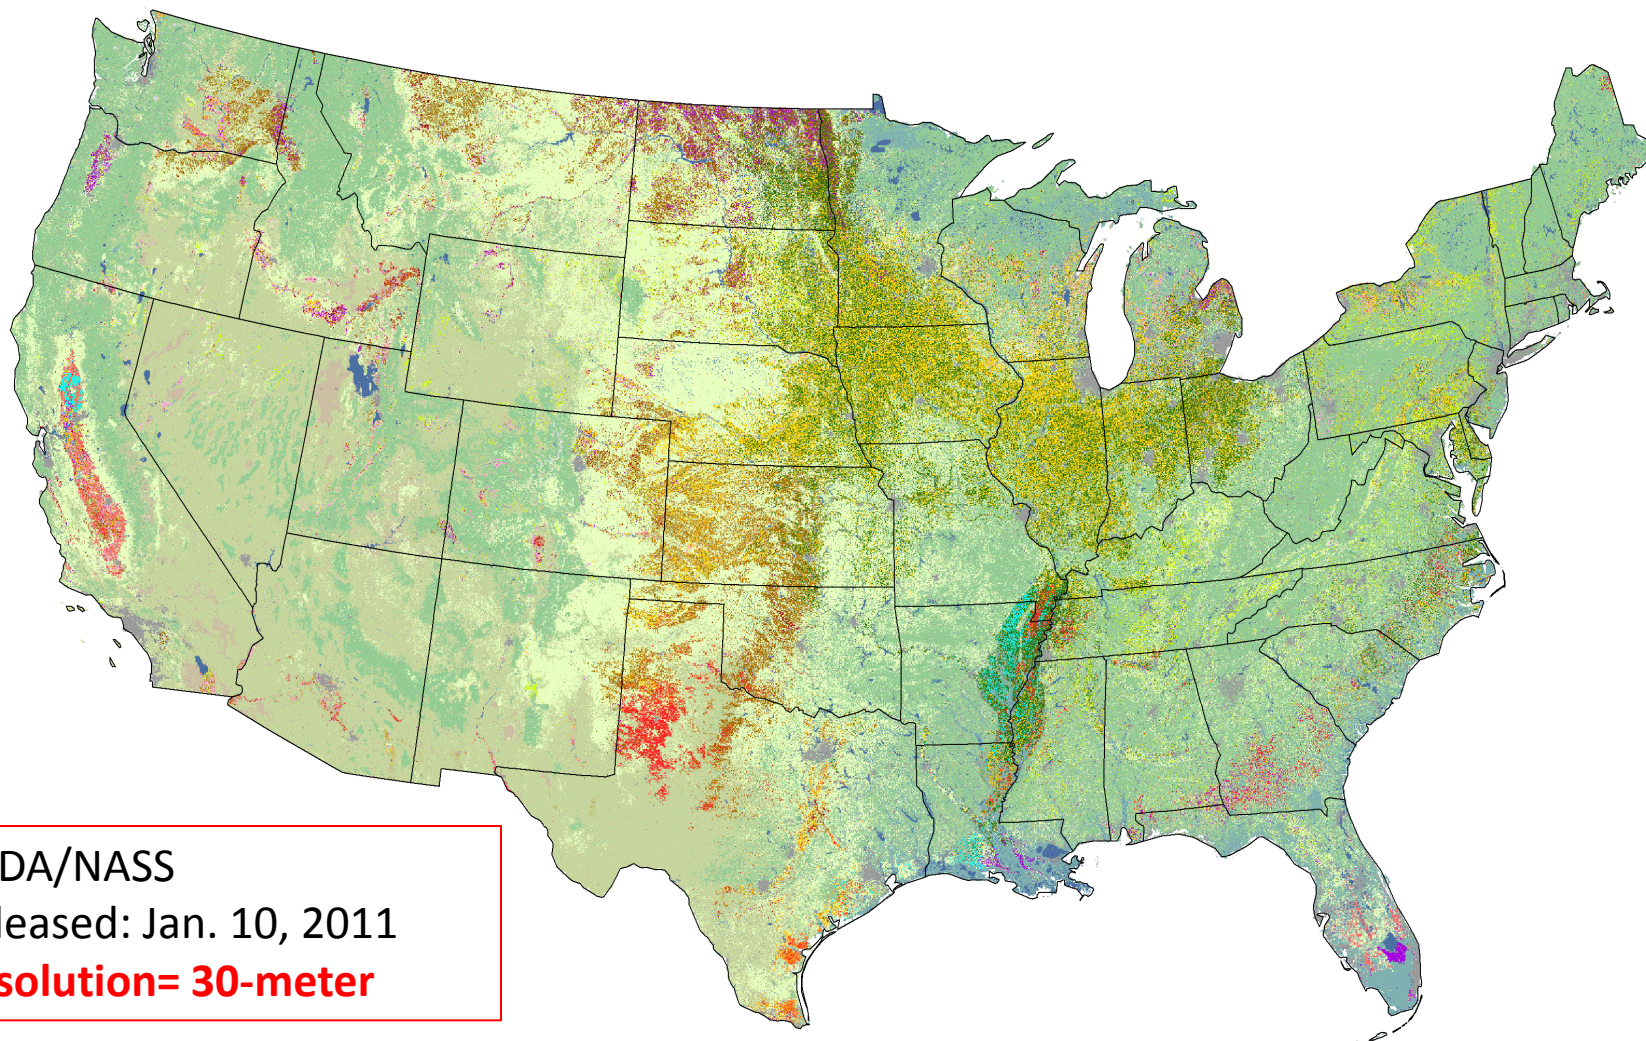 DA/NASS
leased: Jan. 10, 2011
solution= 30-meter